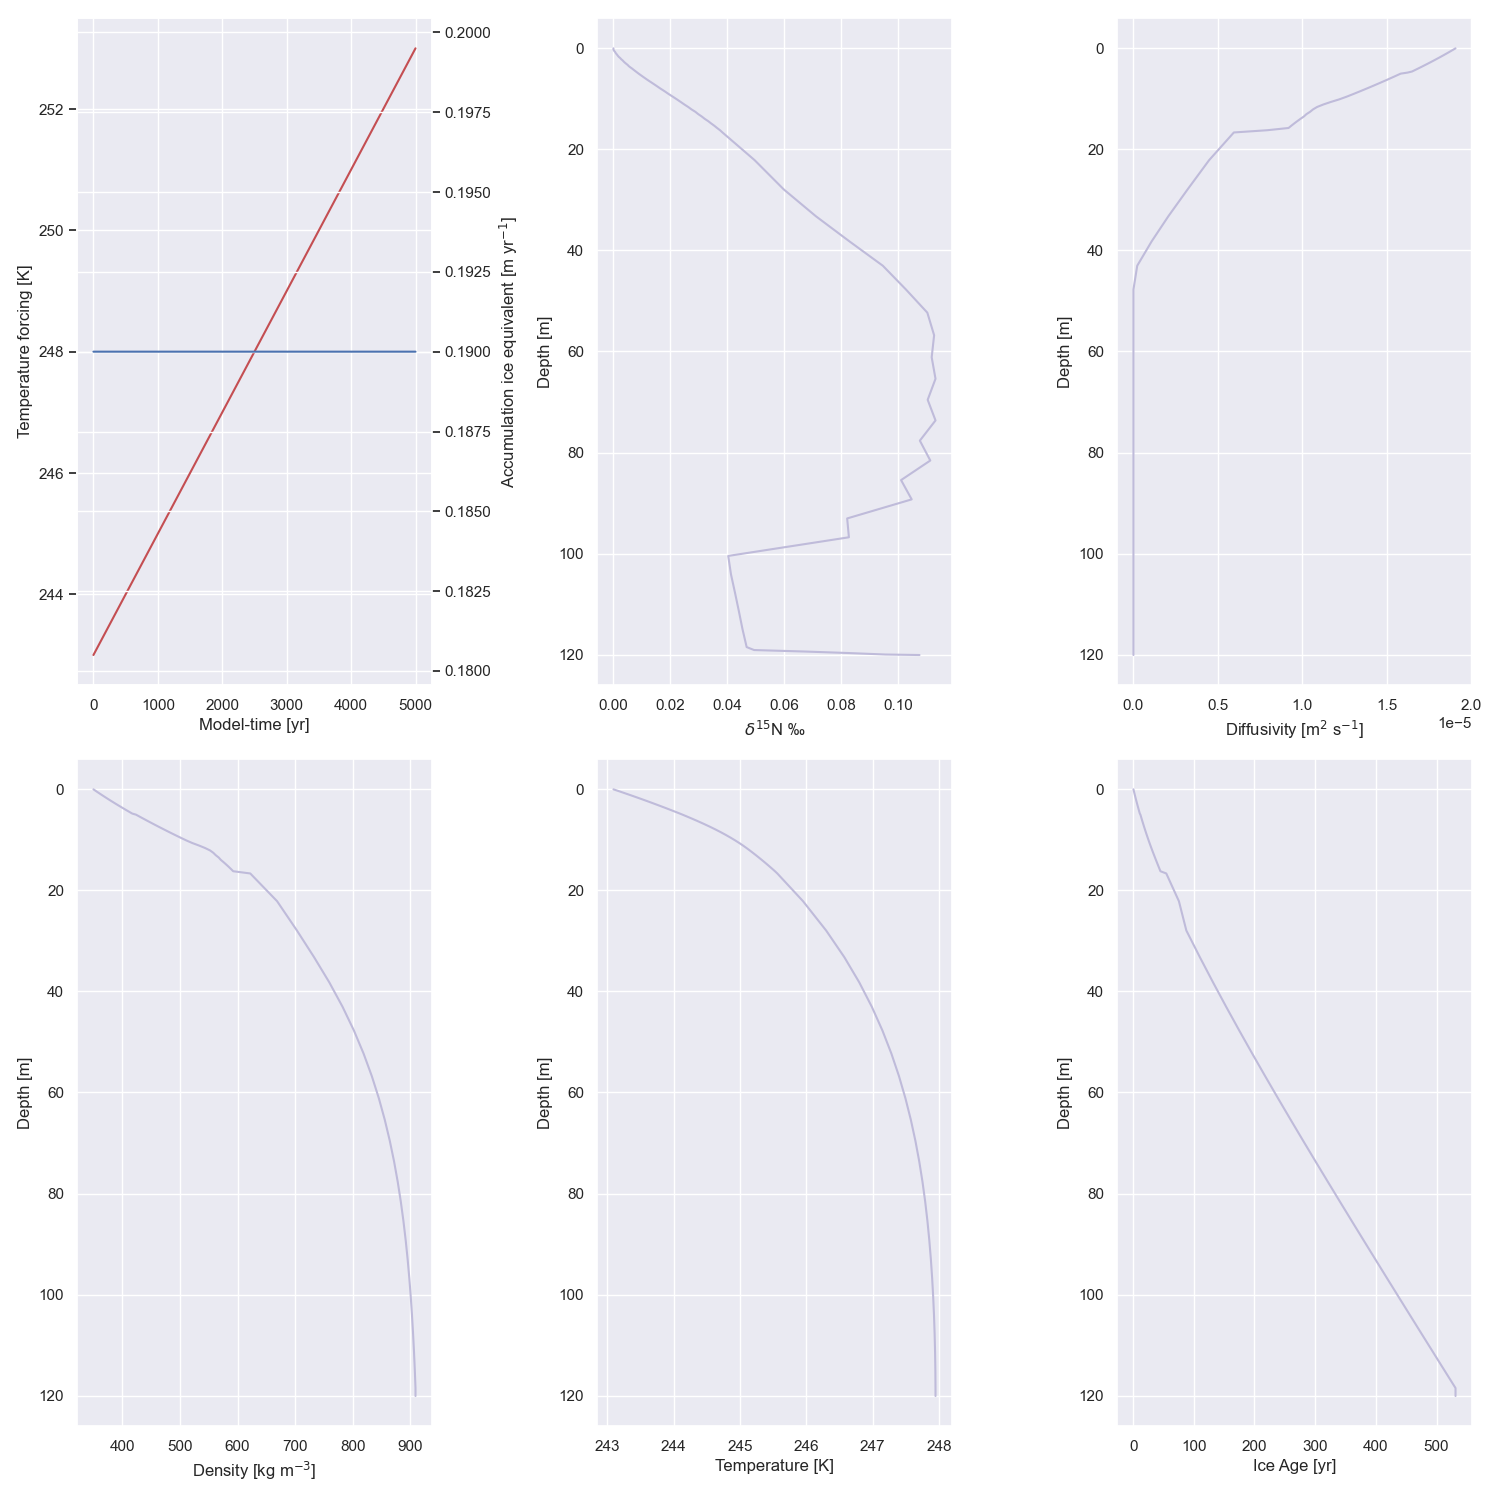 Temperature forcing [K]
252
250
248
246
244
0 1000 2000 3000 4000 5000
Model-time [yr]
0.2000
0.1975
0.1950
0.1925
0.1900
0.1875
0.1850
0.1825
0.1800
Accumulation ice equivalent [m yr⁻¹]
Depth [m]
0
20
40
60
80
100
120
0.00 0.02 0.04 0.06 0.08 0.10
δ¹⁵N ‰
Depth [m]
0
20
40
60
80
100
120
0.0 0.5 1.0 1.5 2.0
1e−5
Diffusivity [m² s⁻¹]
Depth [m]
0
20
40
60
80
100
120
400 500 600 700 800 900
Density [kg m⁻³]
Depth [m]
0
20
40
60
80
100
120
243 244 245 246 247 248
Temperature [K]
Depth [m]
0
20
40
60
80
100
120
0 100 200 300 400 500
Ice Age [yr]